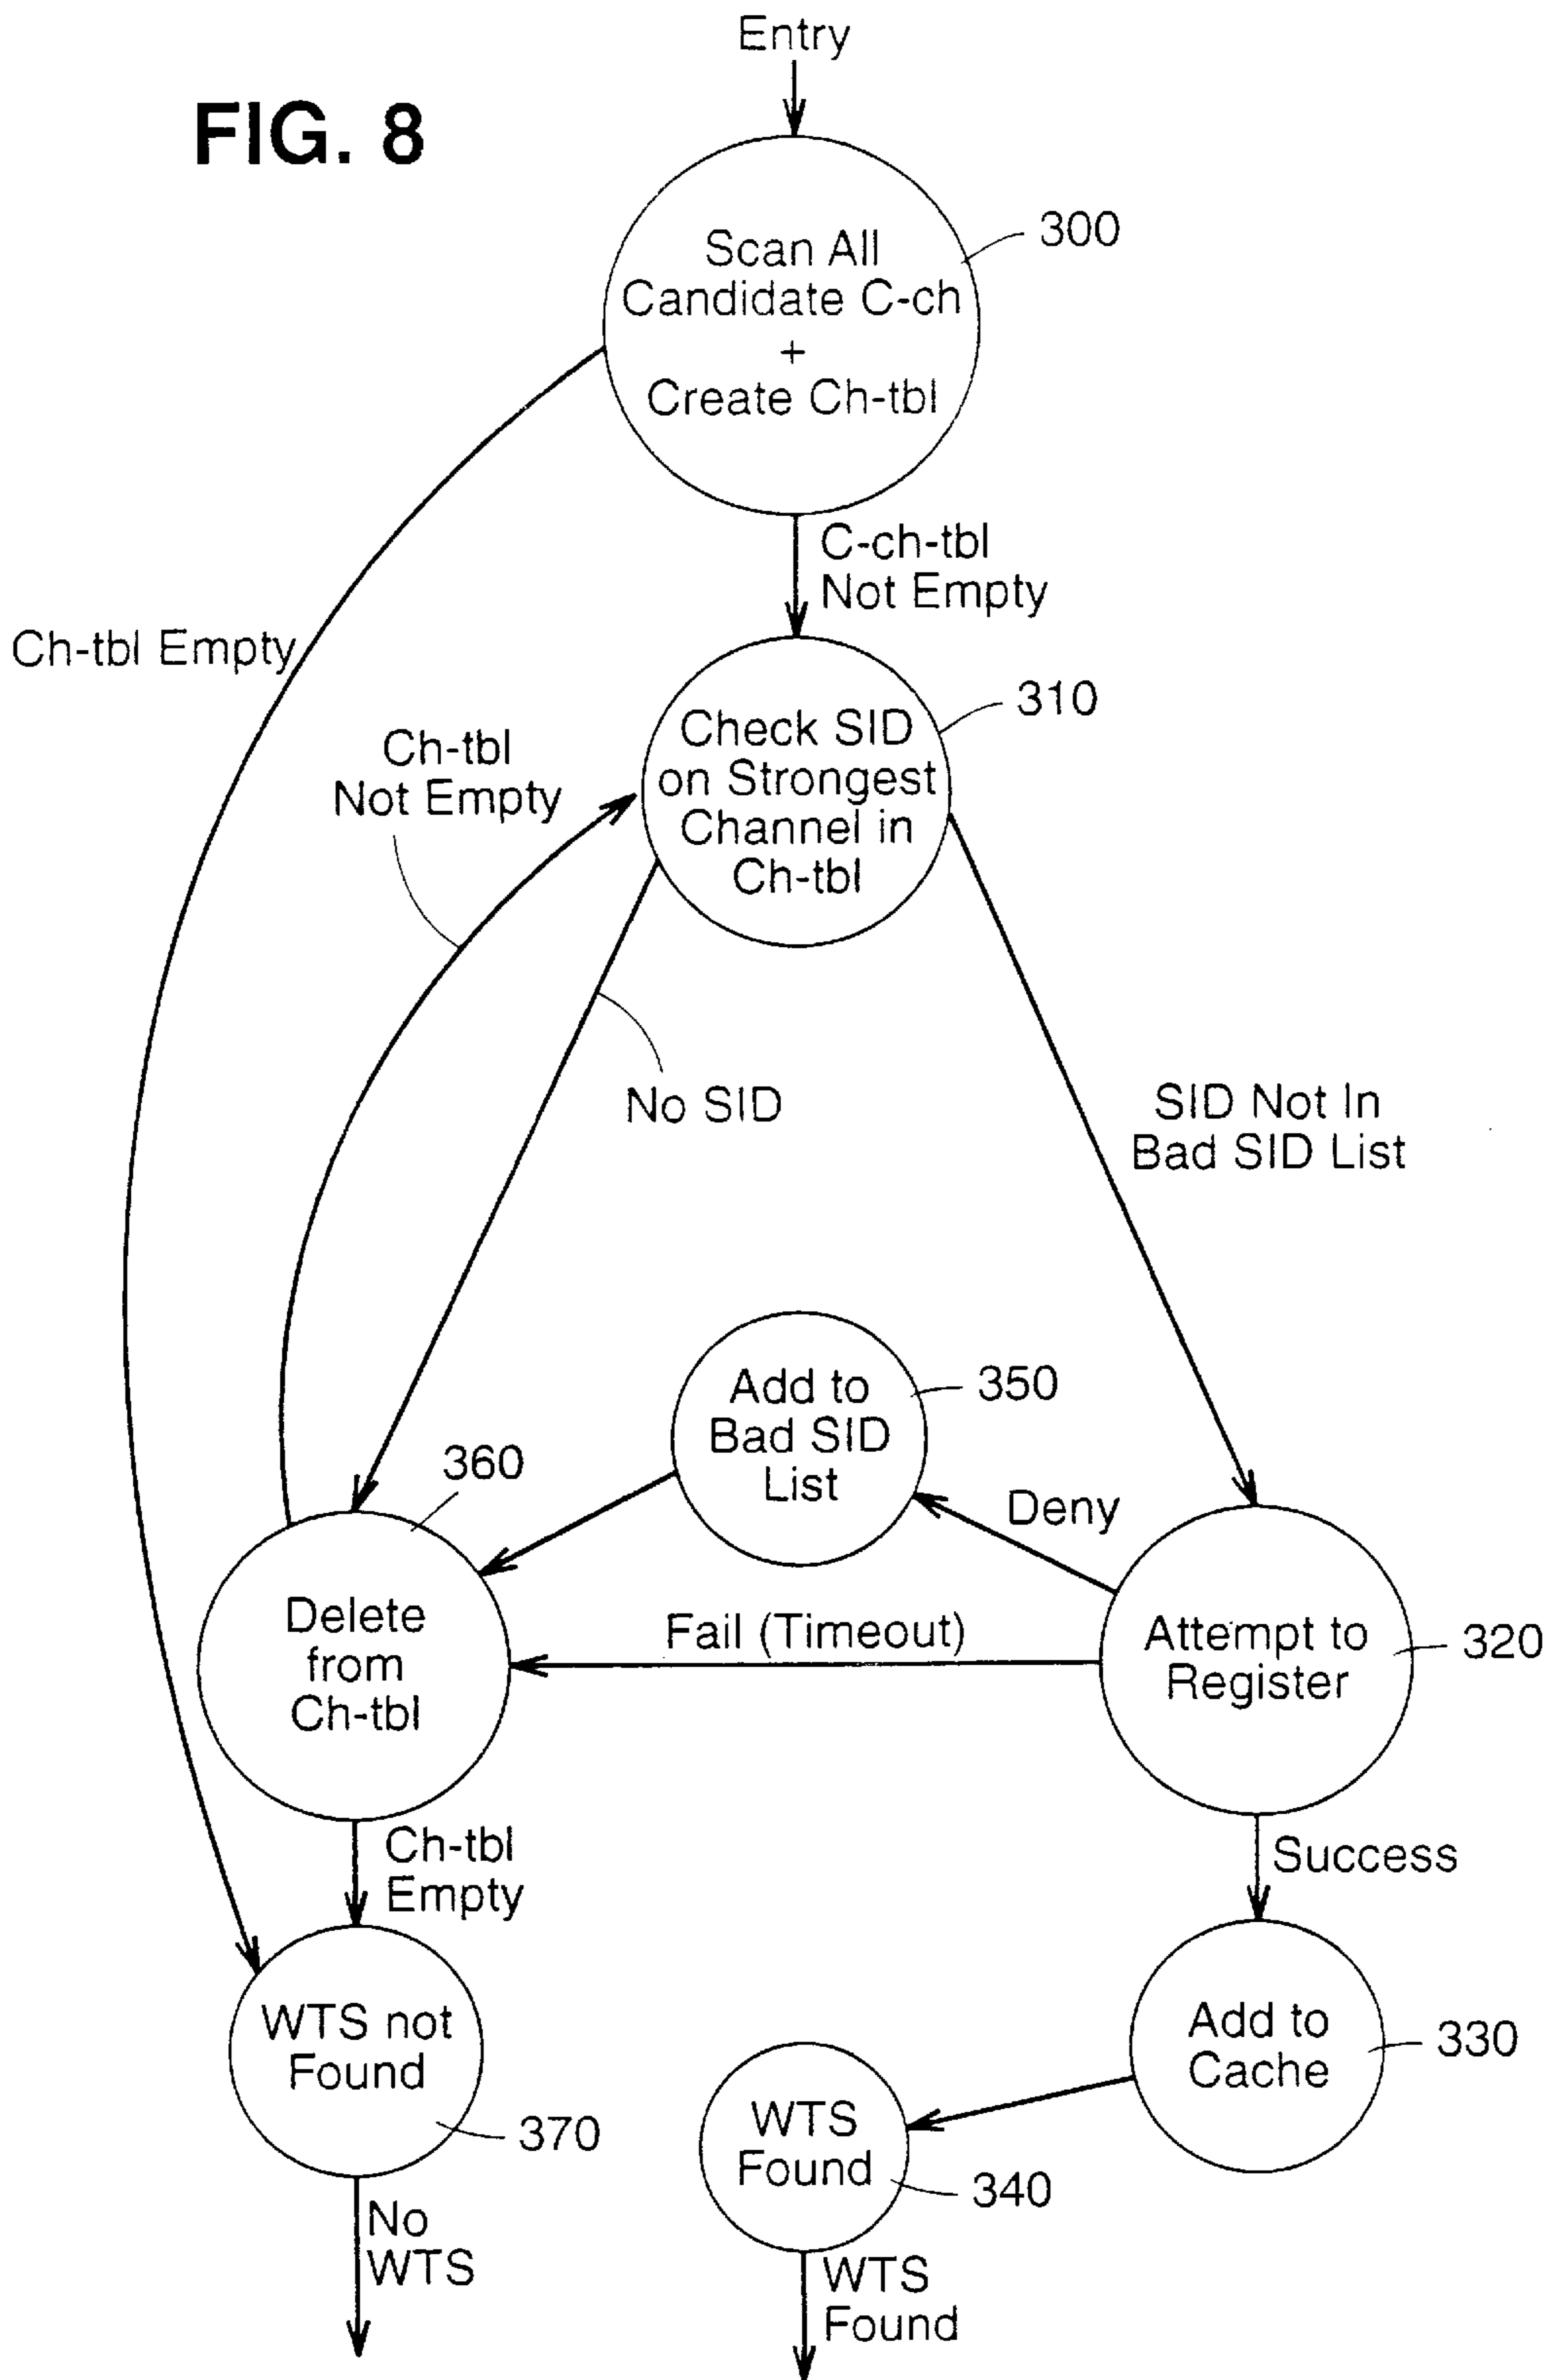 Entry
FIG. 8
300
Scan All
Candidate C-ch
+
Create Ch-tbl
C-ch-tbl
Not Empty
Ch-tbl Empty
310
Check SID
on Strongest
Channel in
Ch-tbl
Ch-tbl
Not Empty
No SID
SID Not In
Bad SID List
350
Add to
Bad SID
List
360
Deny
Delete
from
Ch-tbl
Fail (Timeout)
Attempt to
Register
320
Ch-tbl
Empty
Success
WTS not
Found
370
Add to
Cache
330
WTS
Found
340
No
WTS
WTS
Found